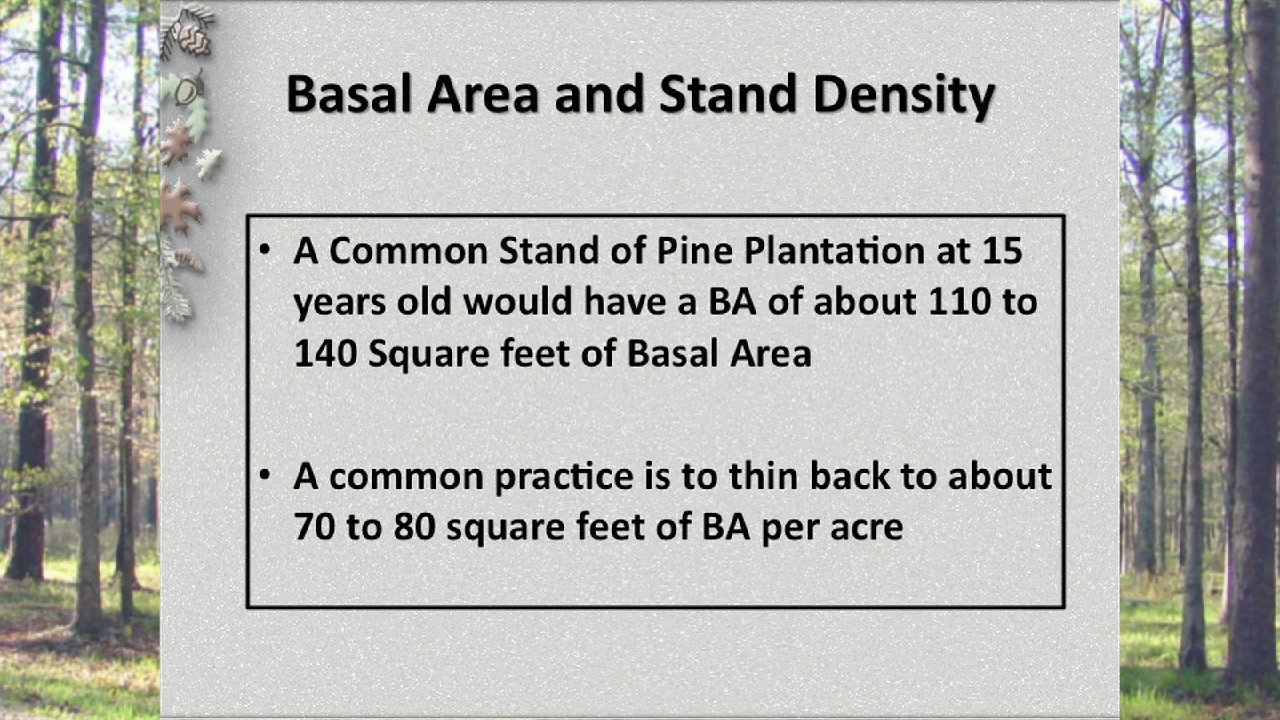 Basal Area and Stand Density
• A Common Stand of Pine Plantation at 15
years old would have a BA of about 110 to
140 Square feet of Basal Area
• A common practice is to thin back to about
70 to 80 square feet of BA per acre